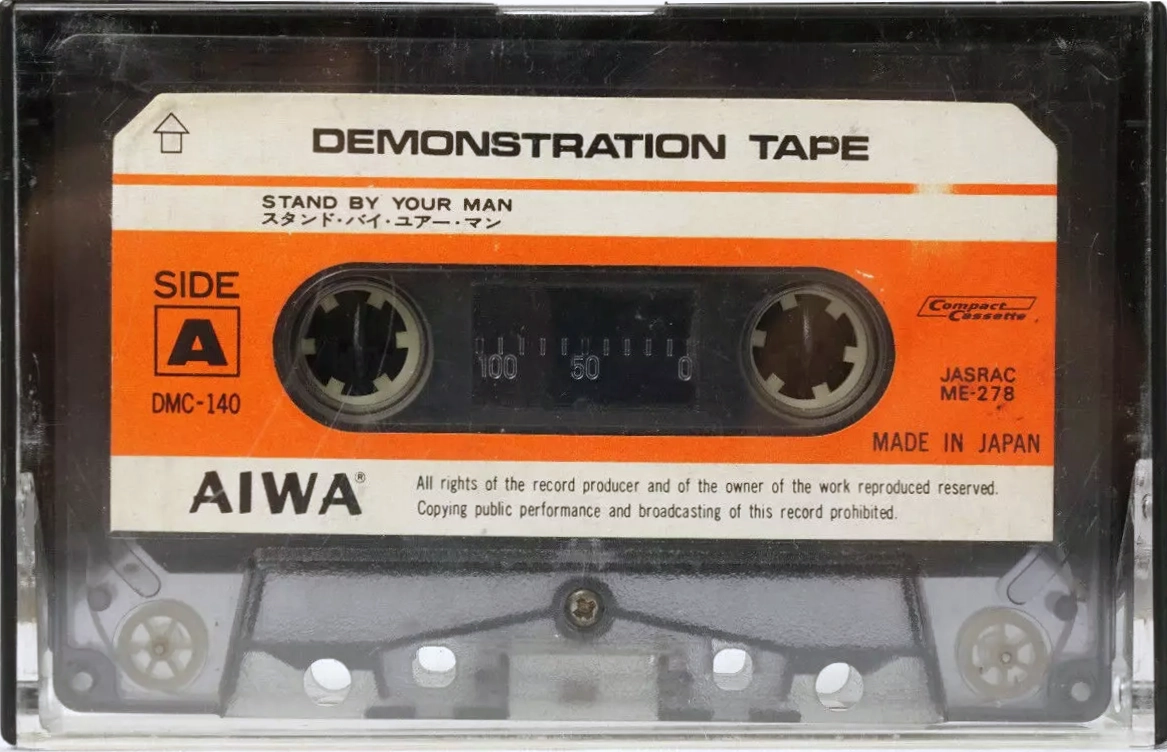 DEMONSTRATION TAPE
STAND BY YOUR MAN
スタンド・バイ・ユアー・マン
SIDE
A
DMC-140
100 50 0
Compact
Cassette
JASRAC
ME-278
MADE IN JAPAN
AIWA®
All rights of the record producer and of the owner of the work reproduced reserved.
Copying public performance and broadcasting of this record prohibited.